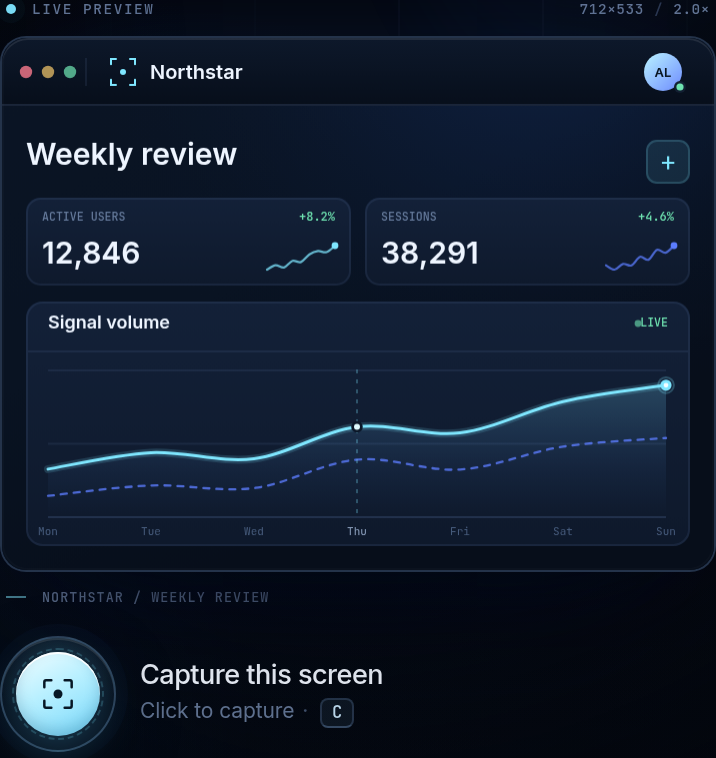 LIVE PREVIEW 712×533 / 2.0×
Northstar AL
Weekly review +
ACTIVE USERS +8.2% SESSIONS +4.6%
12,846 38,291
Signal volume LIVE
Mon Tue Wed Thu Fri Sat Sun
NORTHSTAR / WEEKLY REVIEW
Capture this screen
Click to capture · C